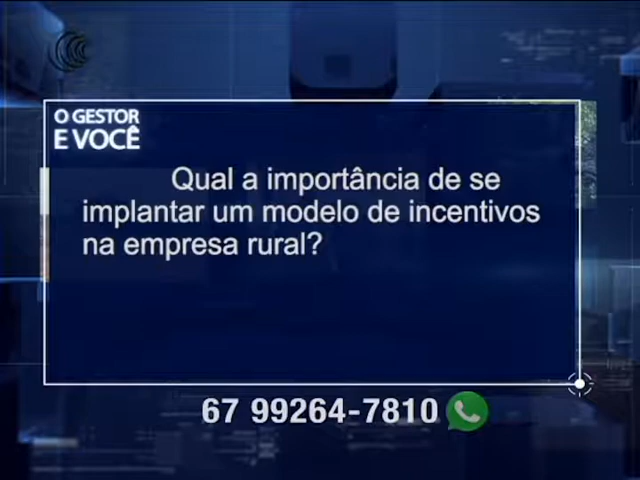 O GESTOR
E VOCÊ
Qual a importância de se
implantar um modelo de incentivos
na empresa rural?
67 99264-7810